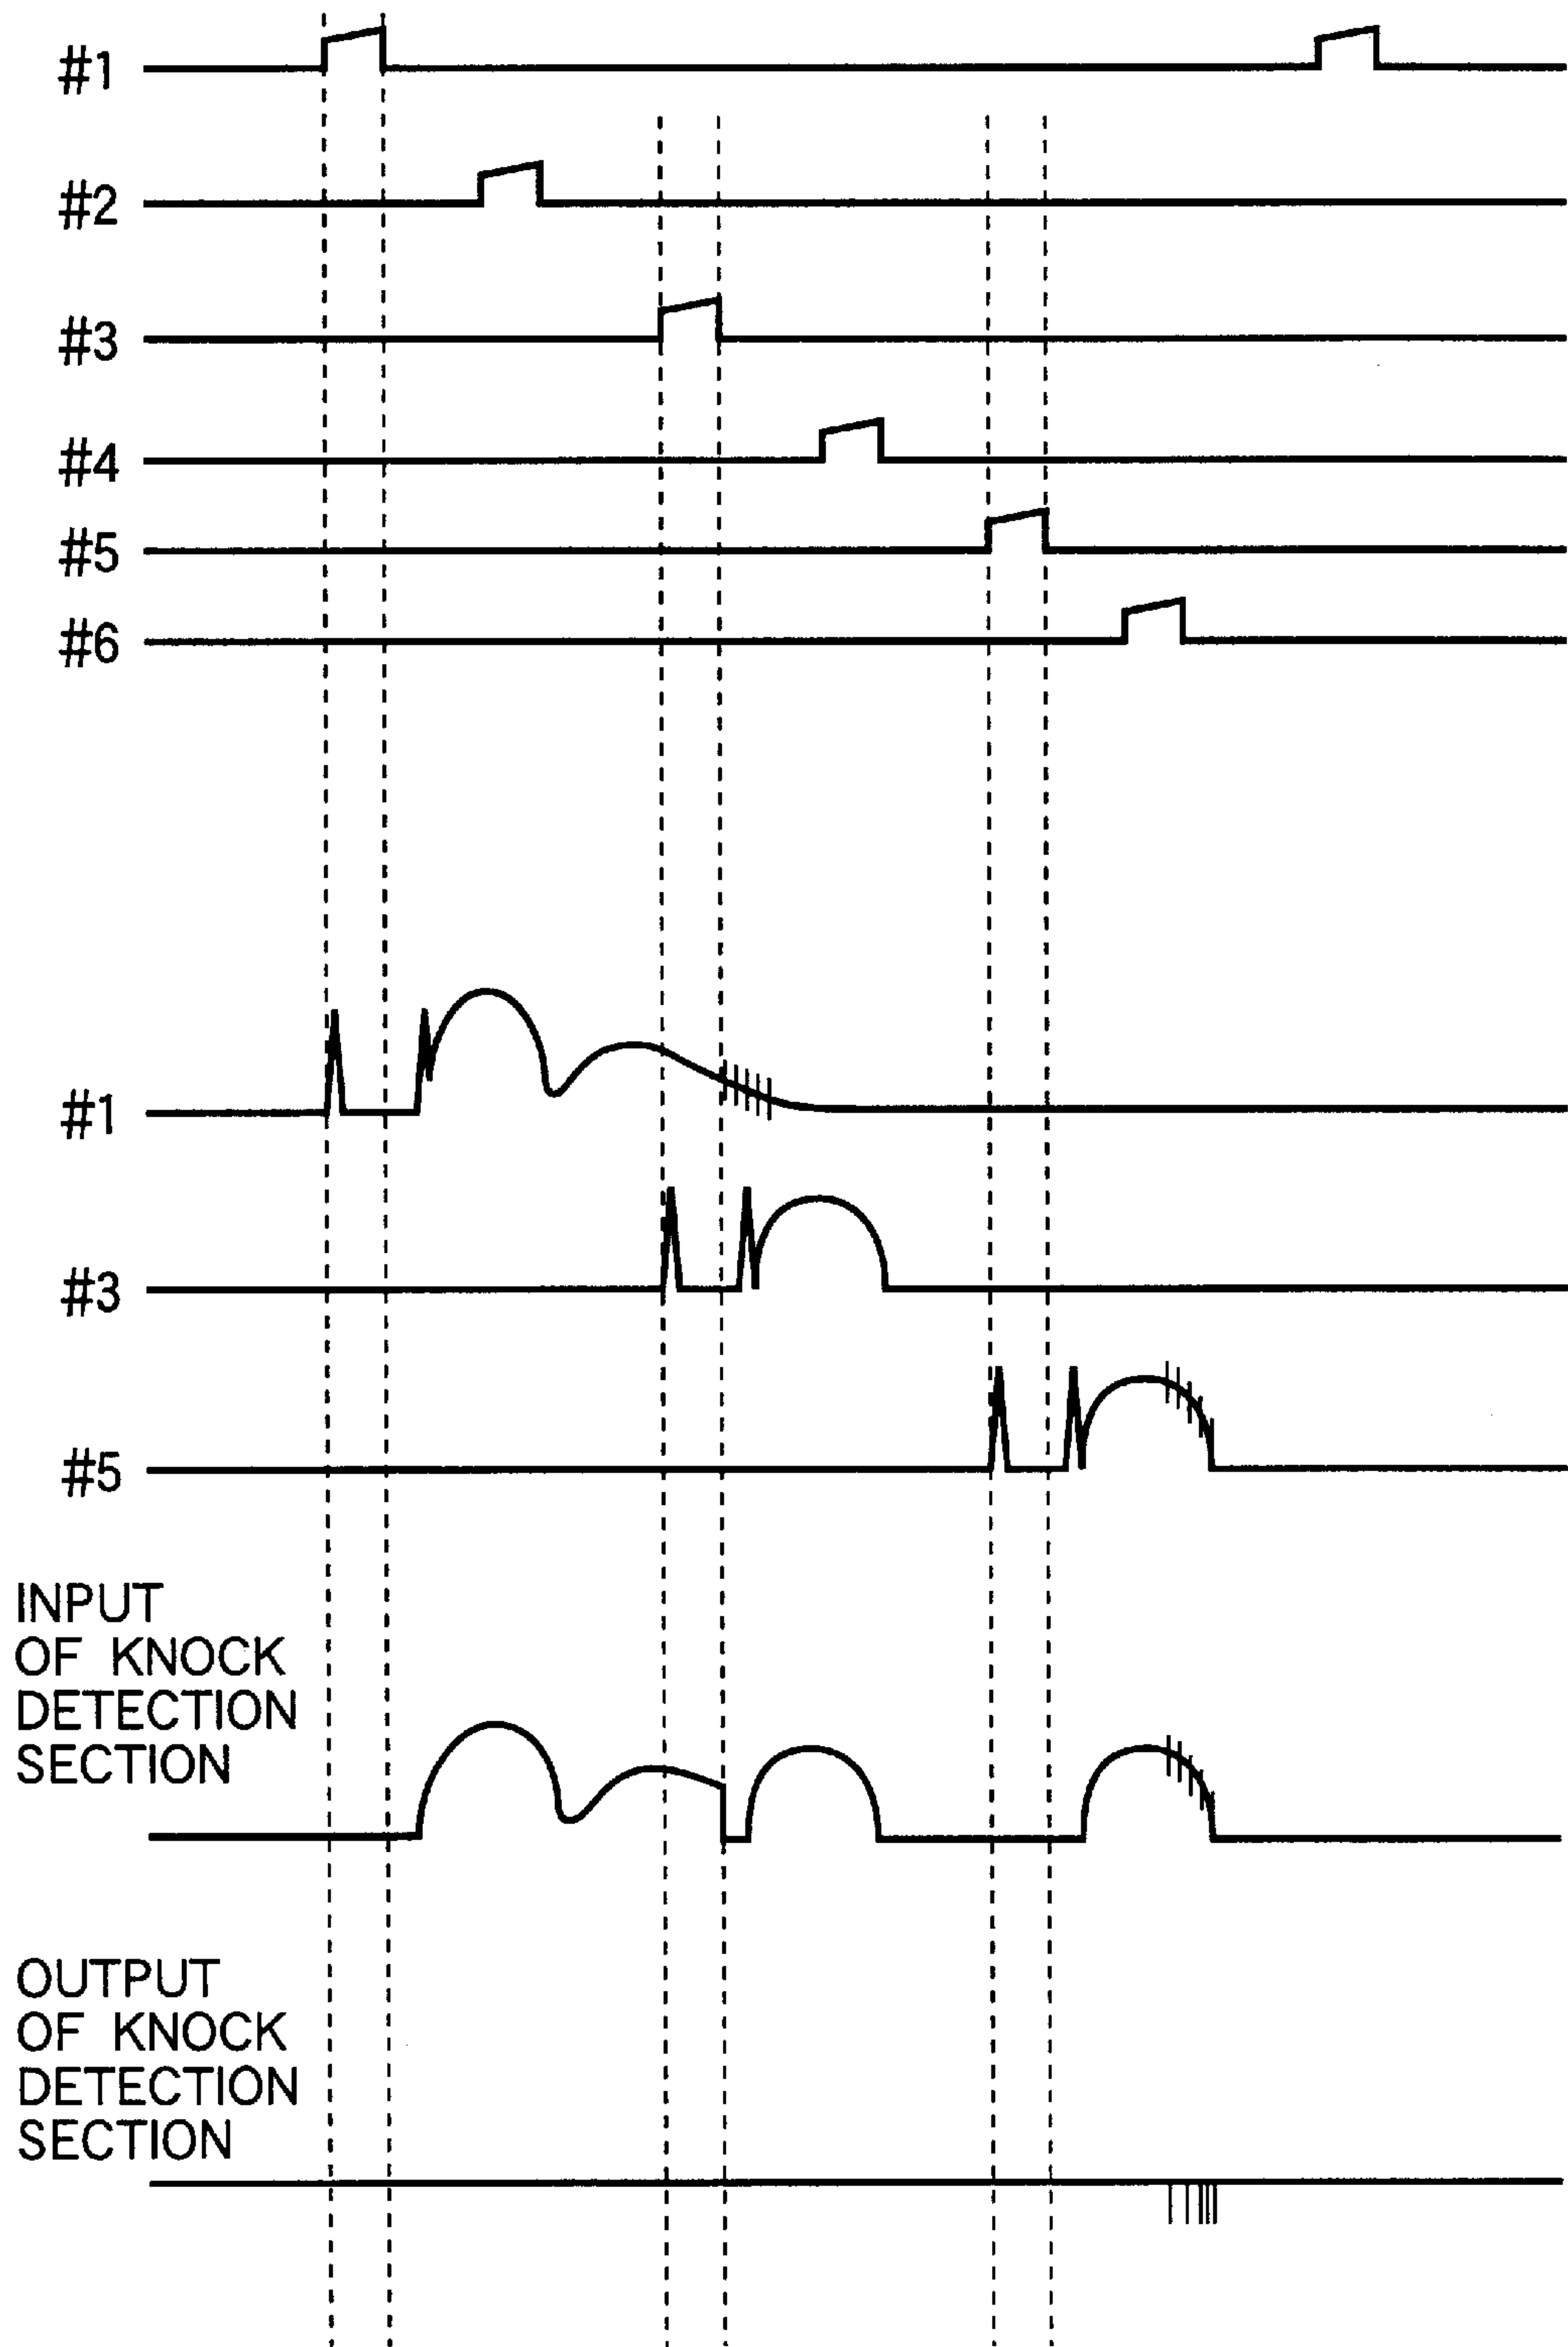 #1
#2
#3
#4
#5
#6
#1
#3
#5
INPUT
OF KNOCK
DETECTION
SECTION
OUTPUT
OF KNOCK
DETECTION
SECTION